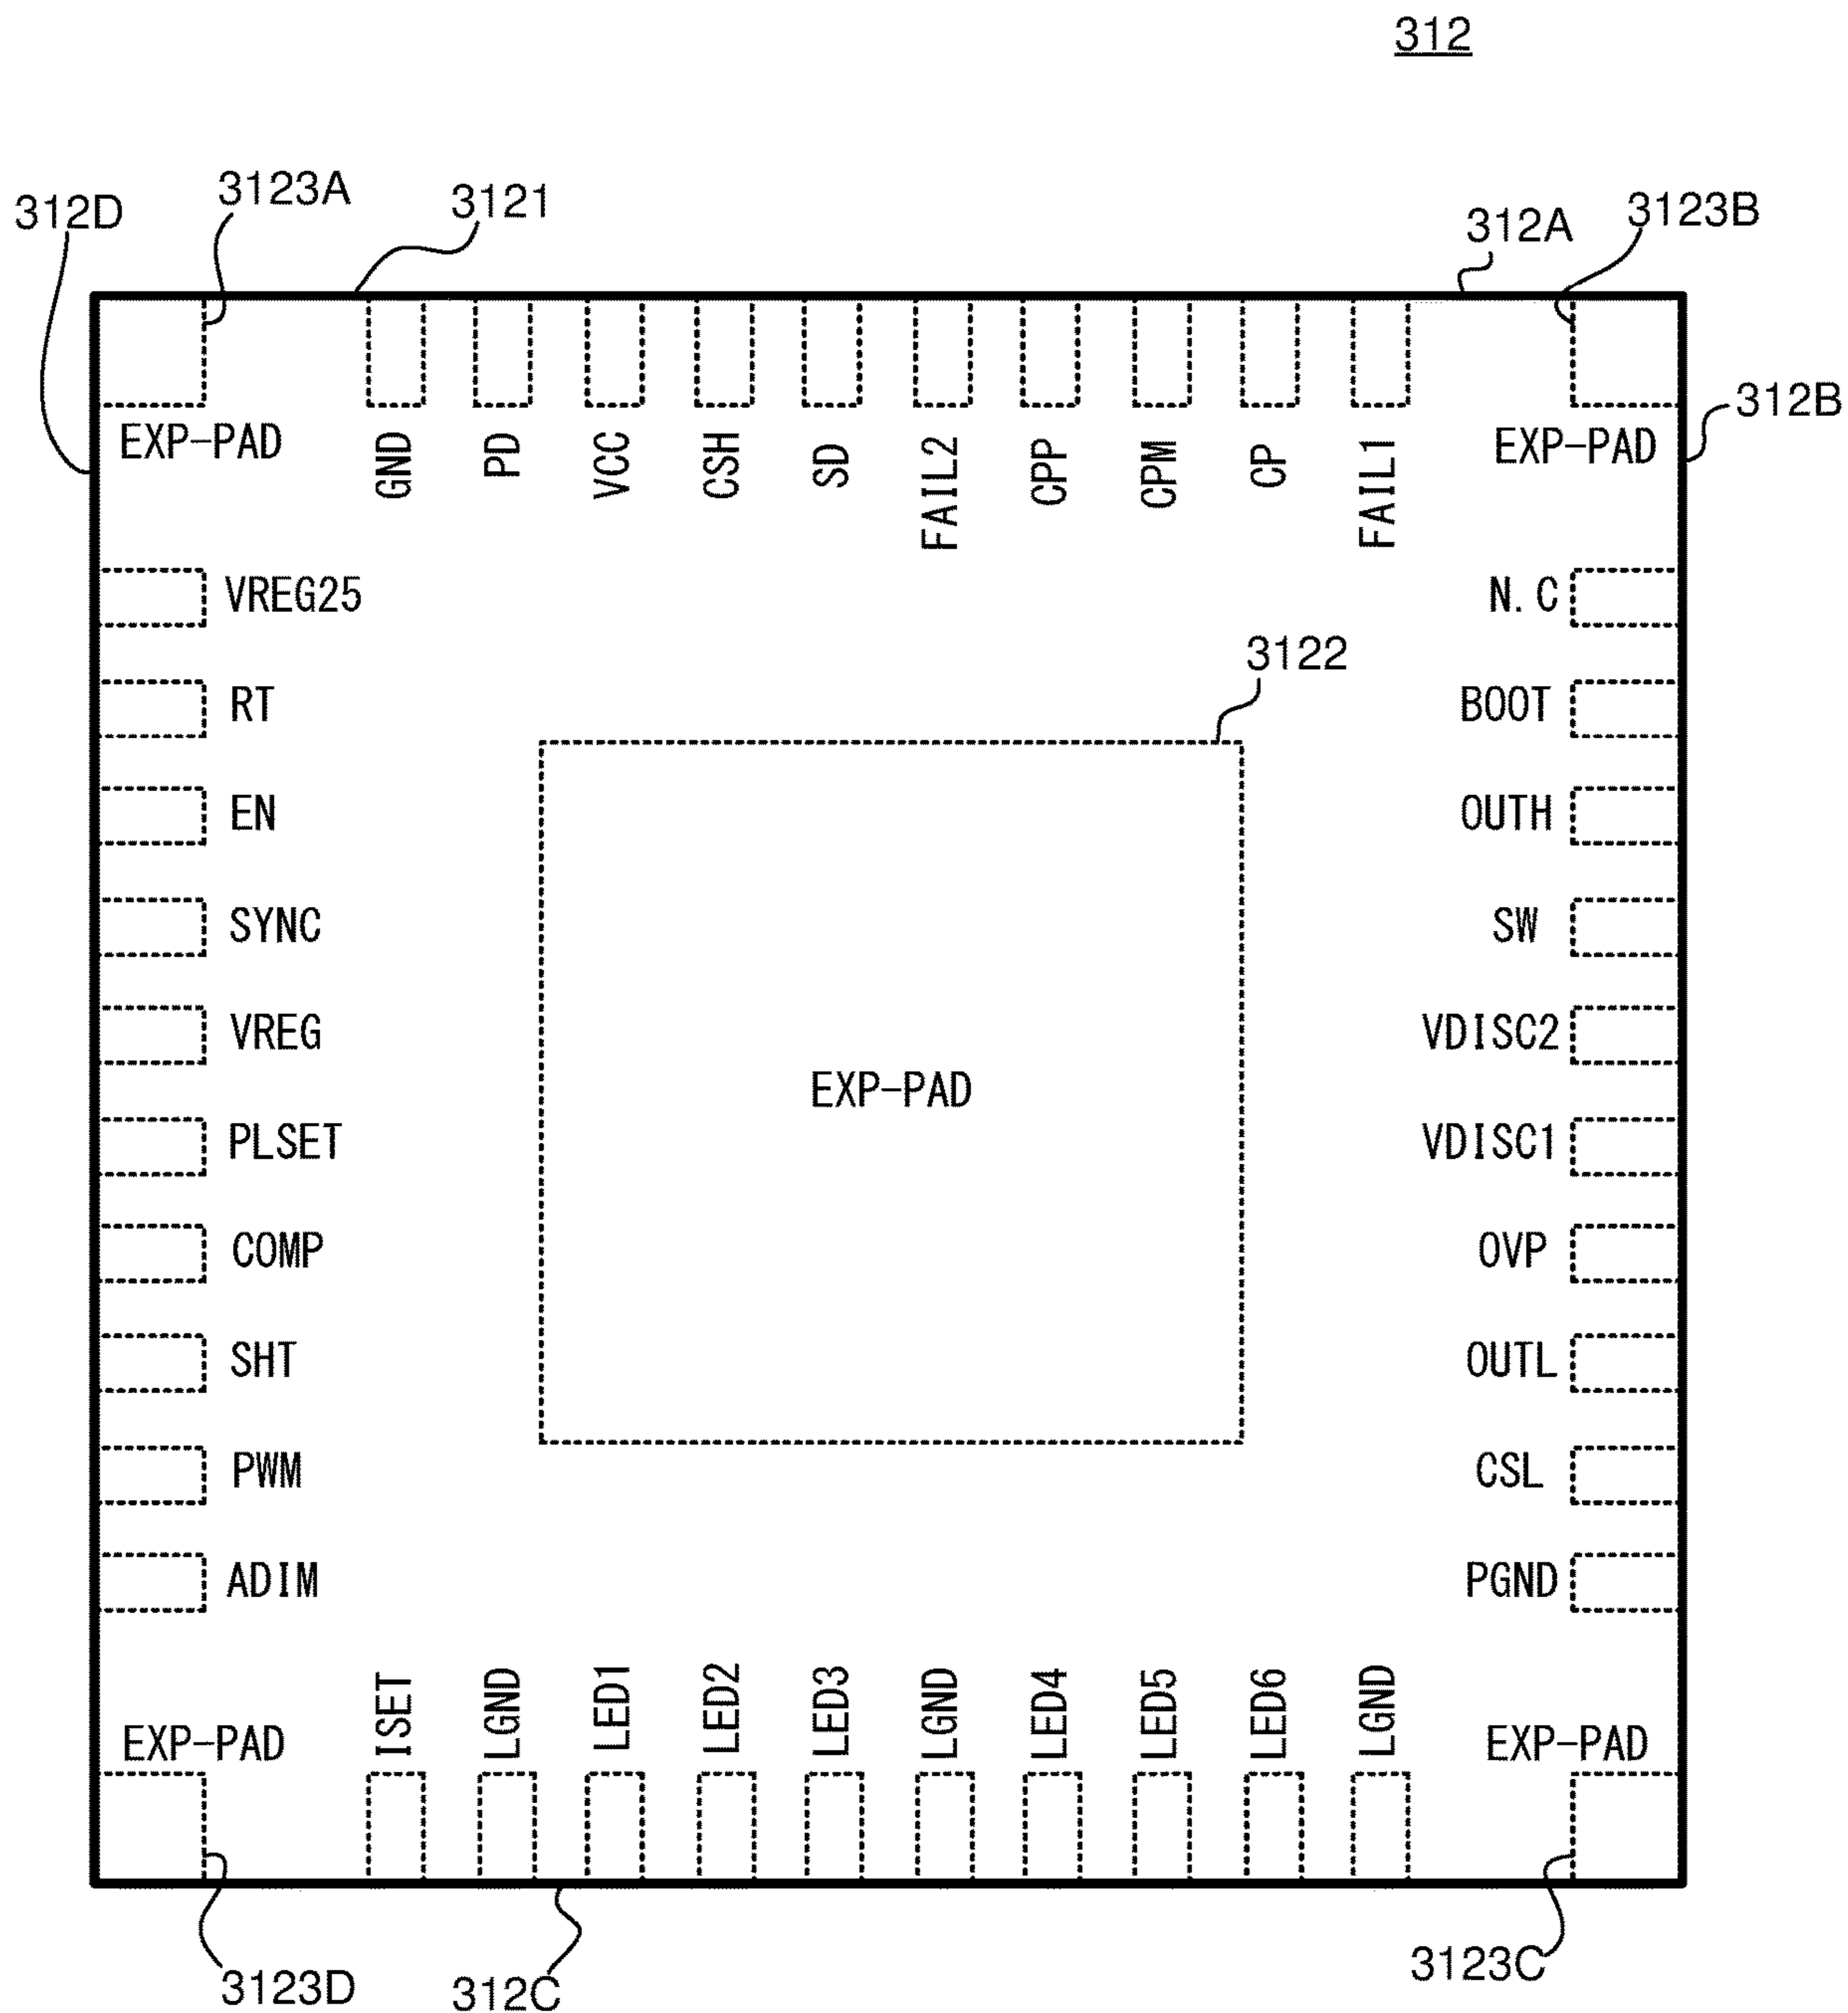 312
3123A
3121
312D
312A
3123B
312B
EXP-PAD
GND
PD
VCC
CSH
SD
FAIL2
CPP
CPM
CP
FAIL1
EXP-PAD
VREG25
RT
EN
SYNC
VREG
PLSET
COMP
SHT
PWM
ADIM
3122
EXP-PAD
N.C
BOOT
OUTH
SW
VDISC2
VDISC1
OVP
OUTL
CSL
PGND
EXP-PAD
ISET
LGND
LED1
LED2
LED3
LGND
LED4
LED5
LED6
LGND
EXP-PAD
3123D
312C
3123C